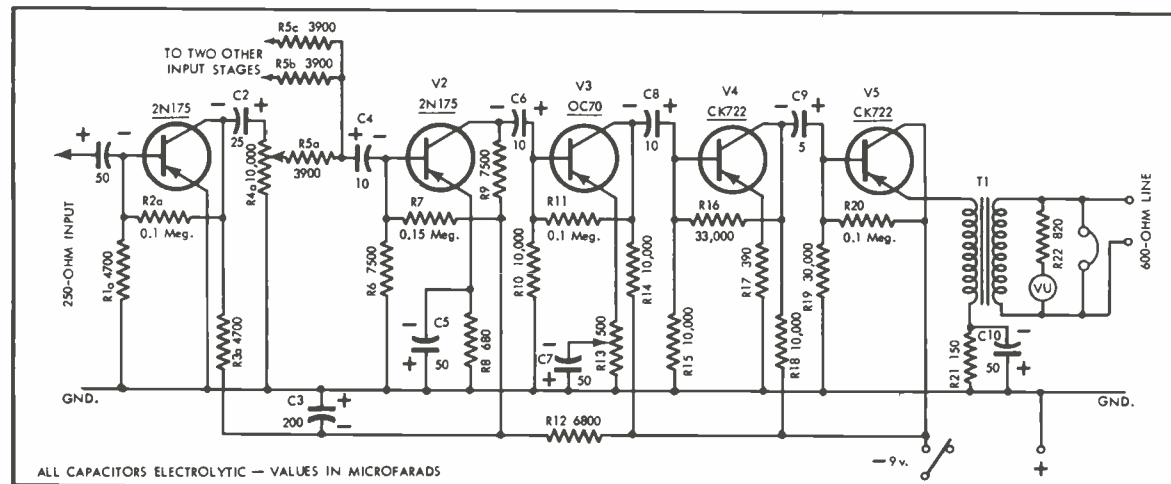 R5c 3900
TO TWO OTHER
INPUT STAGES
R5b 3900
2N175
C2
25
R4a 10,000
R5a
3900
C4
10
V2
2N175
R9 7500
C6
10
V3
OC70
C8
10
V4
CK722
C9
5
V5
CK722
50
250-OHM INPUT
R2a
0.1 Meg.
R1a 4700
R3a 4700
R7
0.15 Meg.
R6 7500
C5
50
R8 680
R11
0.1 Meg.
R10 10,000
C7
50
R13 500
R14 10,000
R16
33,000
R15 10,000
R17 390
R18 10,000
R20
0.1 Meg.
R19 30,000
T1
R22 820
VU
600-OHM LINE
R21 150
C10
50
GND.
GND.
C3
200
R12 6800
– 9 v.
+
ALL CAPACITORS ELECTROLYTIC — VALUES IN MICROFARADS